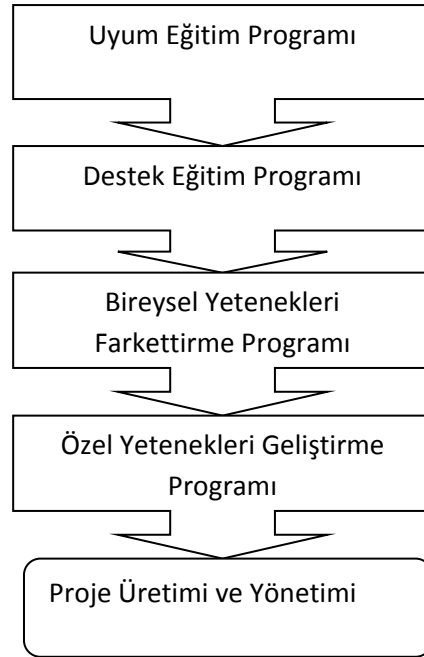 Uyum Eğitim Programı
Destek Eğitim Programı
Bireysel Yetenekleri
Farkettirme Programı
Özel Yetenekleri Geliştirme
Programı
Proje Üretimi ve Yönetimi